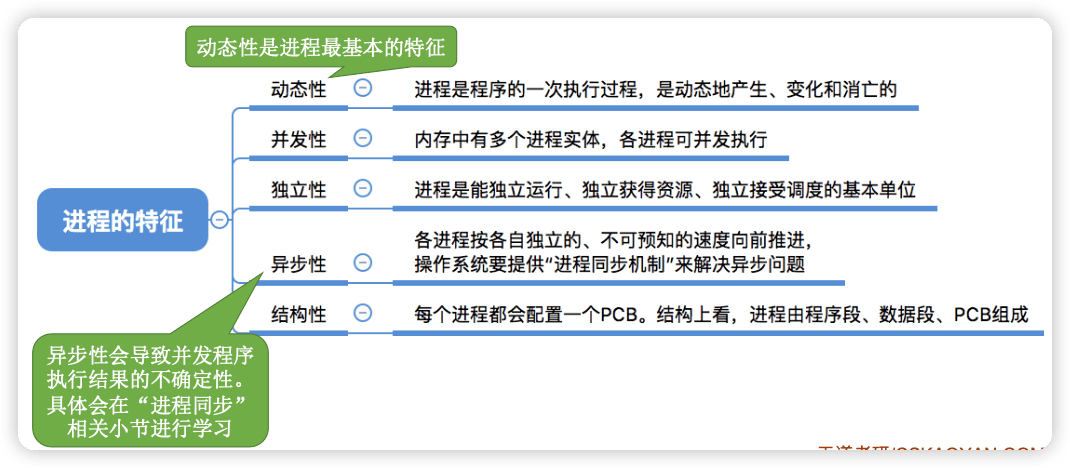 动态性是进程最基本的特征
动态性
进程是程序的一次执行过程，是动态地产生、变化和消亡的
并发性
内存中有多个进程实体，各进程可并发执行
进程的特征
独立性
进程是能独立运行、独立获得资源、独立接受调度的基本单位
异步性
各进程按各自独立的、不可预知的速度向前推进，
操作系统要提供“进程同步机制”来解决异步问题
结构性
每个进程都会配置一个PCB。结构上看，进程由程序段、数据段、PCB组成
异步性会导致并发程序
执行结果的不确定性。
具体会在“进程同步”
相关小节进行学习